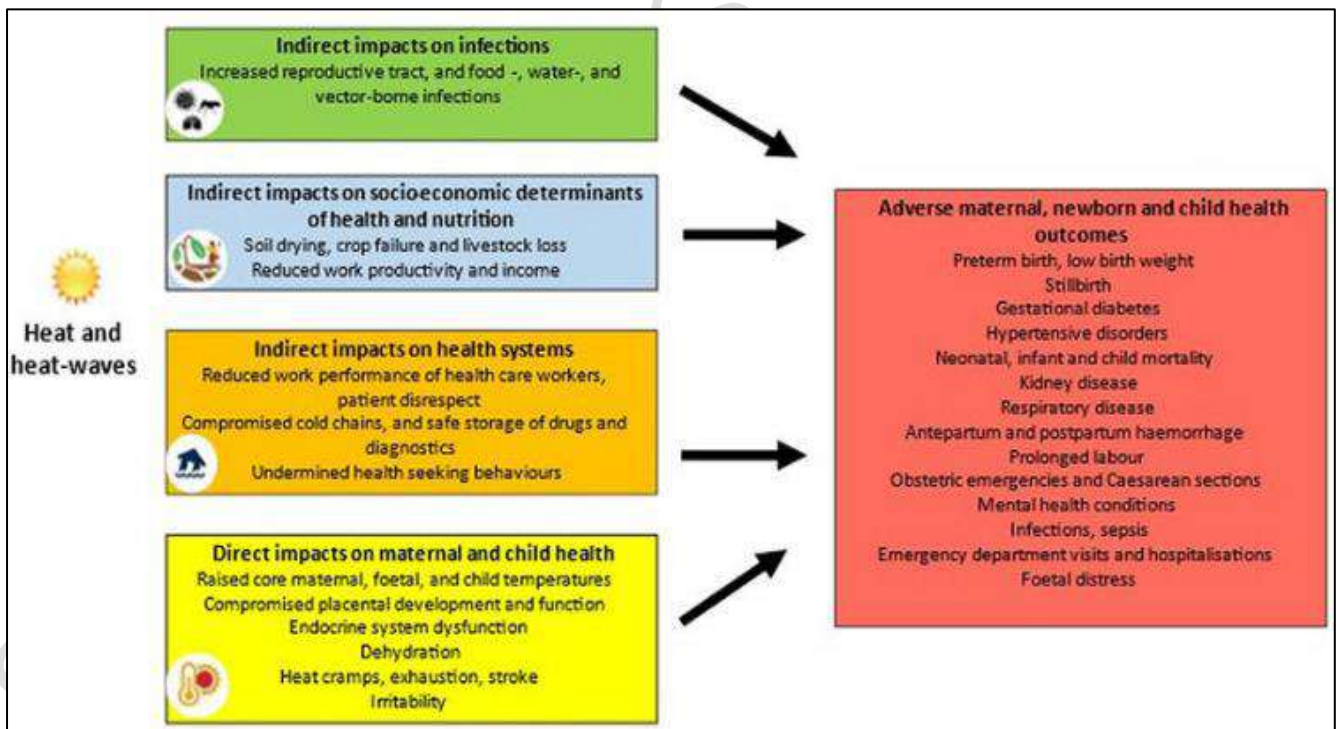 Heat and
heat-waves
Indirect impacts on infections
Increased reproductive tract, and food -, water-, and
vector-borne infections
Indirect impacts on socio-economic determinants
of health and nutrition
Soil drying, crop failure and livestock loss
Reduced work productivity and income
Indirect impacts on health systems
Reduced work performance of health care workers,
patient disrespect
Compromised cold chains, and safe storage of drugs and
diagnostics
Undermined health seeking behaviours
Direct impacts on maternal and child health
Raised core maternal, foetal, and child temperatures
Compromised placental development and function
Endocrine system dysfunction
Dehydration
Heat cramps, exhaustion, stroke
Irritability
Adverse maternal, newborn and child health
outcomes
Preterm birth, low birth weight
Stillbirth
Gestational diabetes
Hypertensive disorders
Neonatal, infant and child mortality
Kidney disease
Respiratory disease
Antepartum and postpartum haemorrhage
Prolonged labour
Obstetric emergencies and Caesarean sections
Mental health conditions
Infections, sepsis
Emergency department visits and hospitalisations
Foetal distress